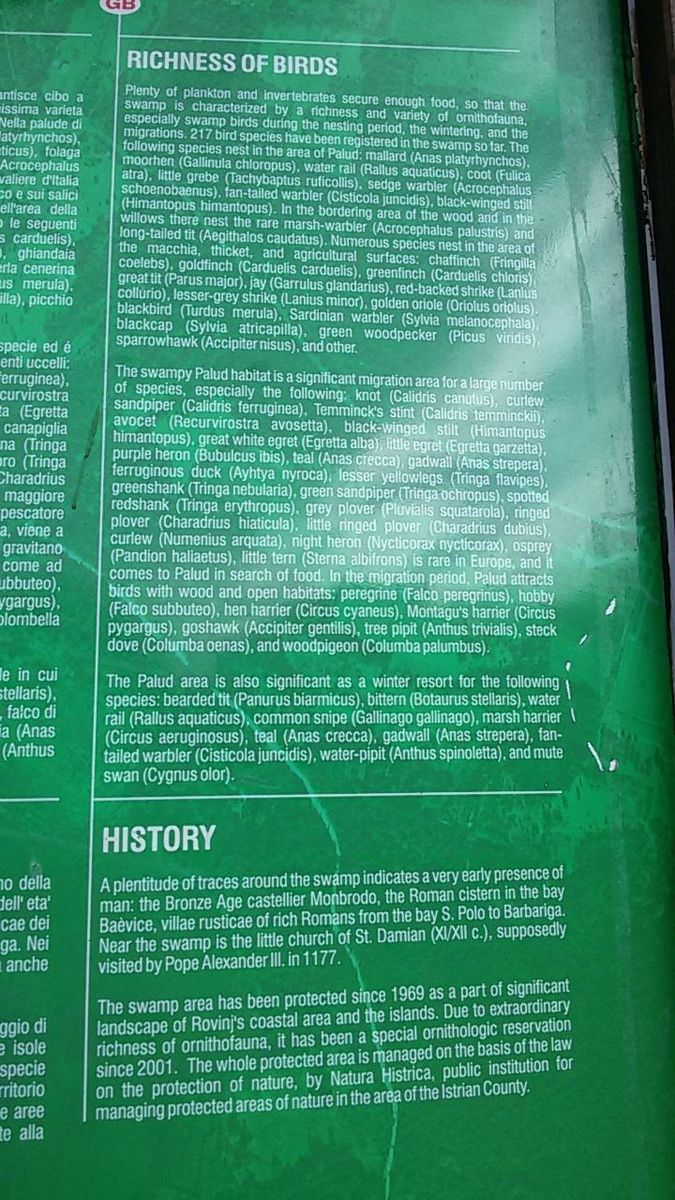 GB
RICHNESS OF BIRDS
Plenty of plankton and invertebrates secure enough food, so that the
swamp is characterized by a richness and variety of ornithofauna,
especially swamp birds during the nesting period, the wintering, and the
migrations. 217 bird species have been registered in the swamp so far. The
following species nest in the area of Palud: mallard (Anas platyrhynchos),
moorhen (Gallinula chloropus), water rail (Rallus aquaticus), coot (Fulica
atra), little grebe (Tachybaptus ruficollis), sedge warbler (Acrocephalus
schoenobaenus), fan-tailed warbler (Cisticola juncidis), black-winged stilt
(Himantopus himantopus). In the bordering area of the wood and in the
willows there nest the rare marsh-warbler (Acrocephalus palustris) and
long-tailed tit (Aegithalos caudatus). Numerous species nest in the area of
the macchia, thicket, and agricultural surfaces: chaffinch (Fringilla
coelebs), goldfinch (Carduelis carduelis), greenfinch (Carduelis chloris),
great tit (Parus major), jay (Garrulus glandarius), red-backed shrike (Lanius
collurio), lesser-grey shrike (Lanius minor), golden oriole (Oriolus oriolus),
blackbird (Turdus merula), Sardinian warbler (Sylvia melanocephala),
blackcap (Sylvia atricapilla), green woodpecker (Picus viridis),
sparrowhawk (Accipiter nisus), and other.
The swampy Palud habitat is a significant migration area for a large number
of species, especially the following: knot (Calidris canutus), curlew
sandpiper (Calidris ferruginea), Temminck's stint (Calidris temminckii),
avocet (Recurvirostra avosetta), black-winged stilt (Himantopus
himantopus), great white egret (Egretta alba), little egret (Egretta garzetta),
purple heron (Bubulcus ibis), teal (Anas crecca), gadwall (Anas strepera),
ferruginous duck (Ayhtya nyroca), lesser yellowlegs (Tringa flavipes),
greenshank (Tringa nebularia), green sandpiper (Tringa ochropus), spotted
redshank (Tringa erythropus), grey plover (Pluvialis squatarola), ringed
plover (Charadrius hiaticula), little ringed plover (Charadrius dubius),
curlew (Numenius arquata), night heron (Nycticorax nycticorax), osprey
(Pandion haliaetus), little tern (Sterna albifrons) is rare in Europe, and it
comes to Palud in search of food. In the migration period, Palud attracts
birds with wood and open habitats: peregrine (Falco peregrinus), hobby
(Falco subbuteo), hen harrier (Circus cyaneus), Montagu's harrier (Circus
pygargus), goshawk (Accipiter gentilis), tree pipit (Anthus trivialis), steck
dove (Columba oenas), and woodpigeon (Columba palumbus).
The Palud area is also significant as a winter resort for the following
species: bearded tit (Panurus biarmicus), bittern (Botaurus stellaris), water
rail (Rallus aquaticus), common snipe (Gallinago gallinago), marsh harrier
(Circus aeruginosus), teal (Anas crecca), gadwall (Anas strepera), fan-
tailed warbler (Cisticola juncidis), water-pipit (Anthus spinoletta), and mute
swan (Cygnus olor).
HISTORY
A plentitude of traces around the swamp indicates a very early presence of
man: the Bronze Age castellier Monbrodo, the Roman cistern in the bay
Baèvice, villae rusticae of rich Romans from the bay S. Polo to Barbariga.
Near the swamp is the little church of St. Damian (XI/XII c.), supposedly
visited by Pope Alexander III. in 1177.
The swamp area has been protected since 1969 as a part of significant
landscape of Rovinj's coastal area and the islands. Due to extraordinary
richness of ornithofauna, it has been a special ornithologic reservation
since 2001. The whole protected area is managed on the basis of the law
on the protection of nature, by Natura Histrica, public institution for
managing protected areas of nature in the area of the Istrian County.